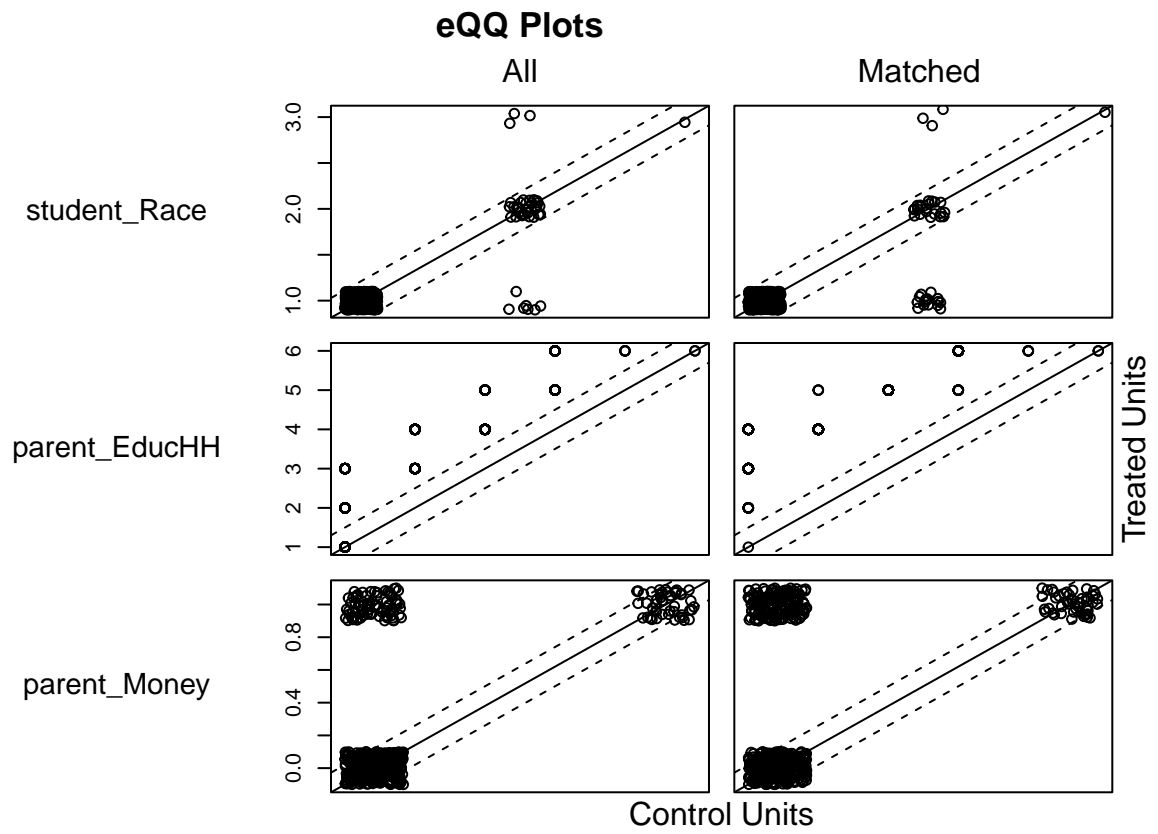 eQQ Plots
All
Matched
student_Race
3.0
2.0
1.0
parent_EducHH
6
5
4
3
2
1
Treated Units
parent_Money
0.8
0.4
0.0
Control Units